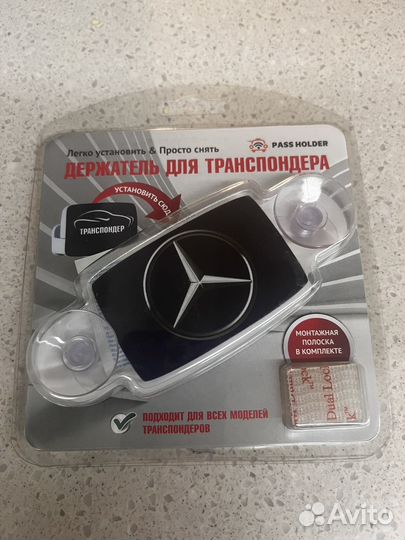 Легко установить & Просто снять
PASS HOLDER
ДЕРЖАТЕЛЬ ДЛЯ ТРАНСПОНДЕРА
УСТАНОВИТЬ СЮДА
ТРАНСПОНДЕР
МОНТАЖНАЯ
ПОЛОСКА
В КОМПЛЕКТЕ
Dual Lock
ПОДХОДИТ ДЛЯ ВСЕХ МОДЕЛЕЙ
ТРАНСПОНДЕРОВ
Avito